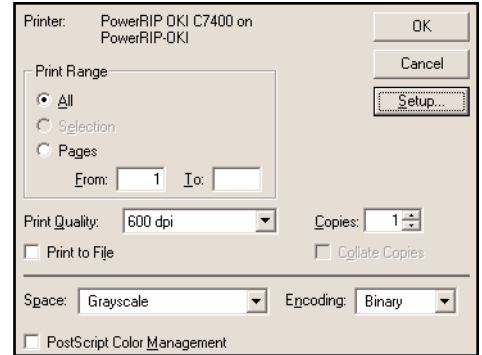 Printer: PowerRIP OKI C7400 on
PowerRIP-OKI
OK
Cancel
Setup...
Print Range
All
Selection
Pages
From: 1 To:
Print Quality: 600 dpi Copies: 1
Print to File Collate Copies
Space: Grayscale Encoding: Binary
PostScript Color Management